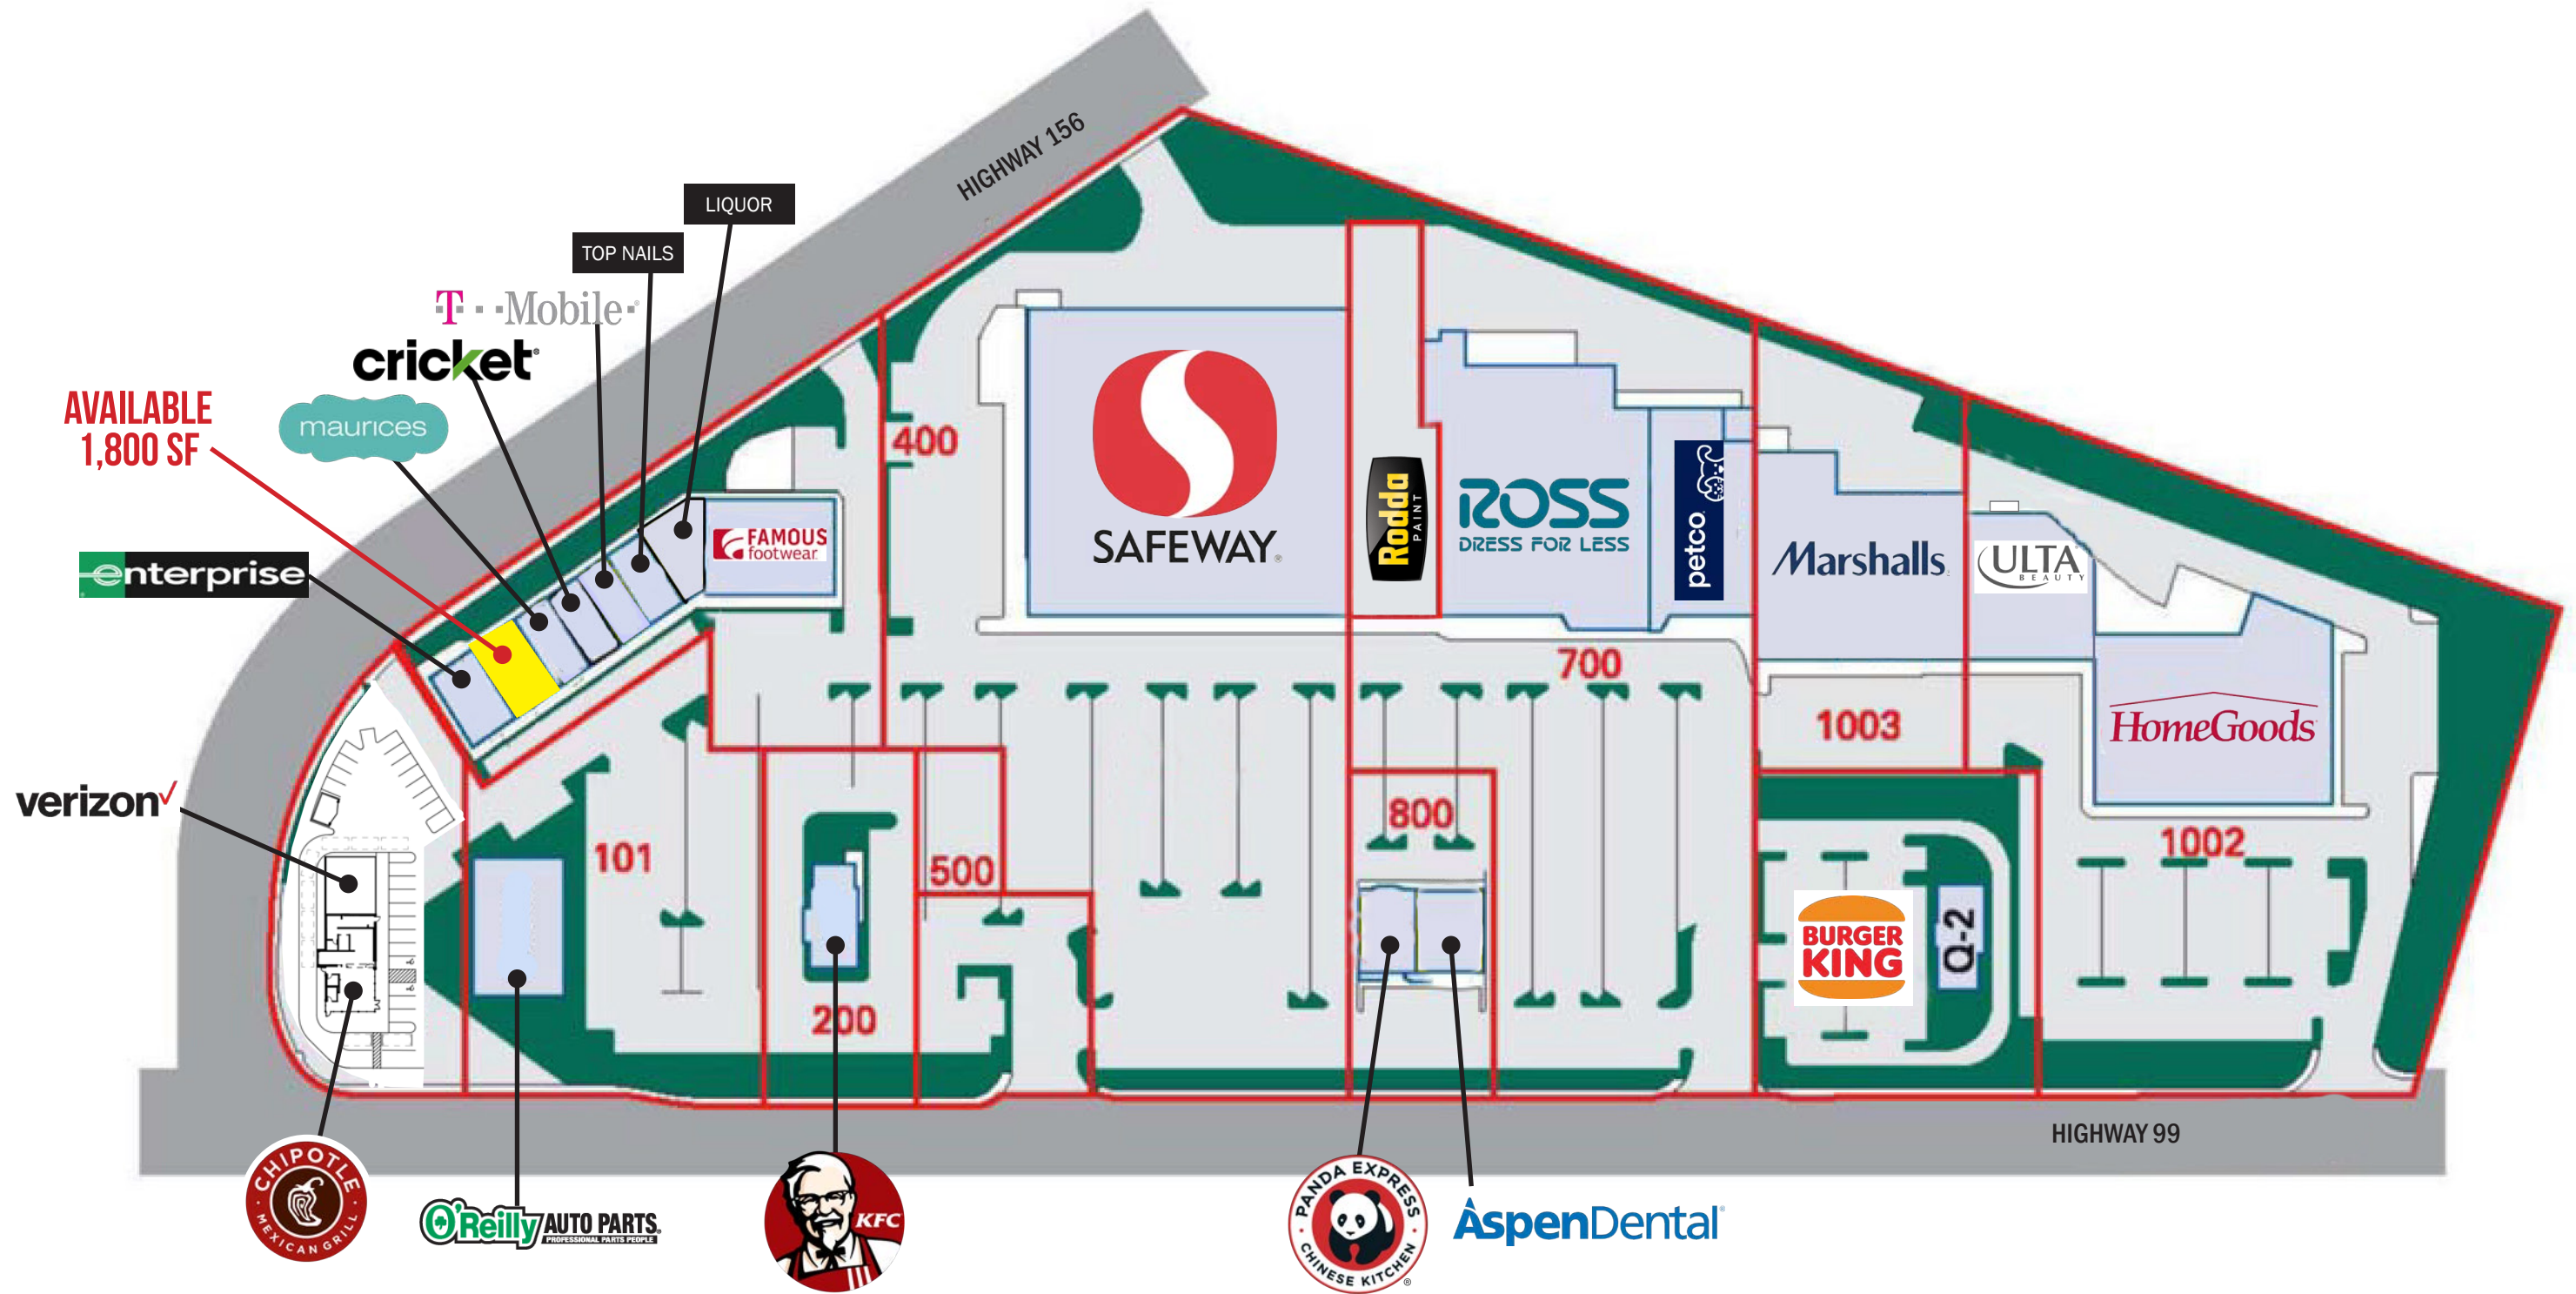 HIGHWAY 156
LIQUOR
TOP NAILS
T · · Mobile ·
cricket
AVAILABLE
1,800 SF
maurices
enterprise
verizon
FAMOUS
footwear
400
SAFEWAY
Rodda
PAINT
ROSS
DRESS FOR LESS
petco
Marshalls
ULTA
BEAUTY
HomeGoods
700
1003
101
500
200
800
1002
BURGER
KING
Q-2
HIGHWAY 99
CHIPOTLE
MEXICAN GRILL
O'Reilly AUTO PARTS
PROFESSIONAL PARTS PEOPLE
KFC
PANDA EXPRESS
CHINESE KITCHEN
AspenDental